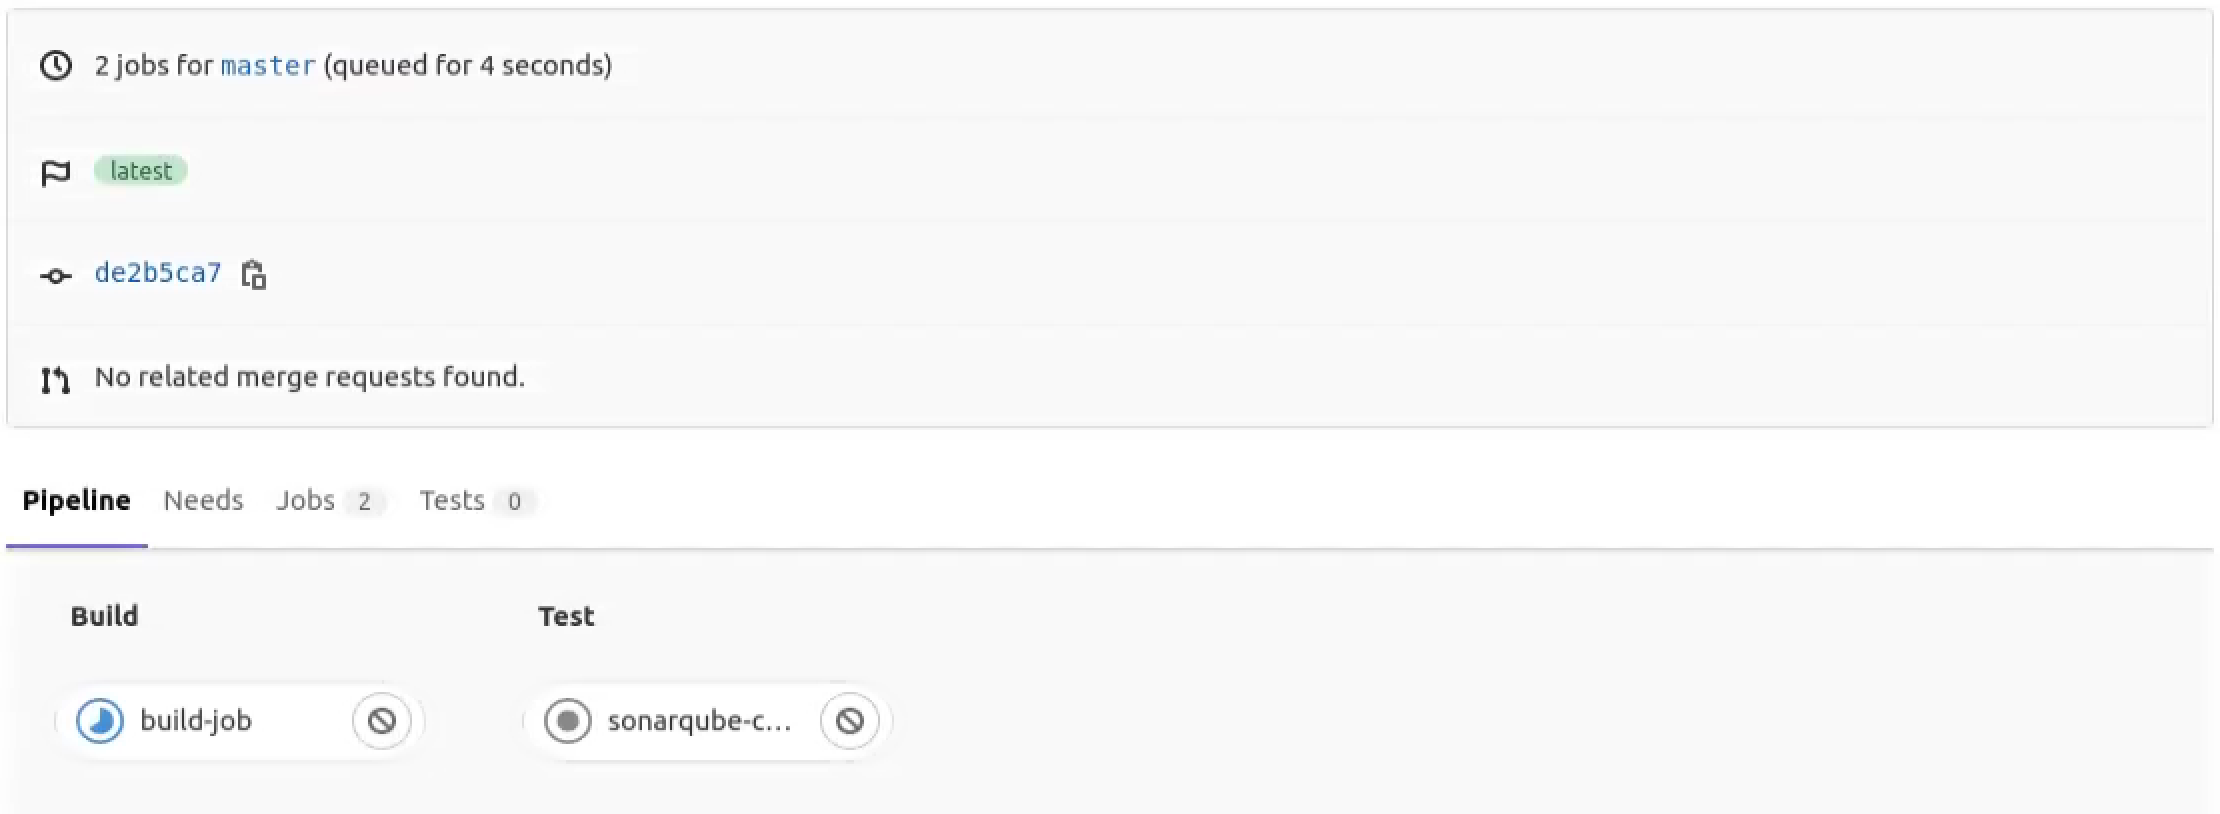 2 jobs for master (queued for 4 seconds)
latest
de2b5ca7
No related merge requests found.
Pipeline Needs Jobs 2 Tests 0
Build Test
build-job sonarqube-c...